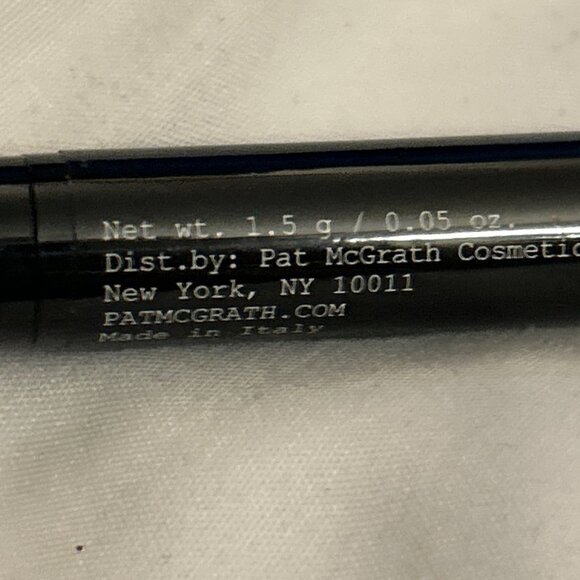 Net wt. 1.5 g / 0.05 oz.
Dist.by: Pat McGrath Cosmetic
New York, NY 10011
PATMCGRATH.COM
Made in Italy